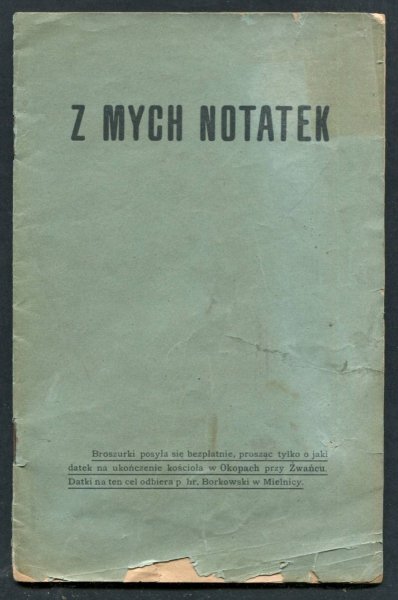 Z MYCH NOTATEK
Broszurki posyła się bezpłatnie, prosząc tylko o jaki
datek na ukończenie kościoła w Okopach przy Żwańcu.
Datki na ten cel odbiera p hr. Borkowski w Mielnicy.